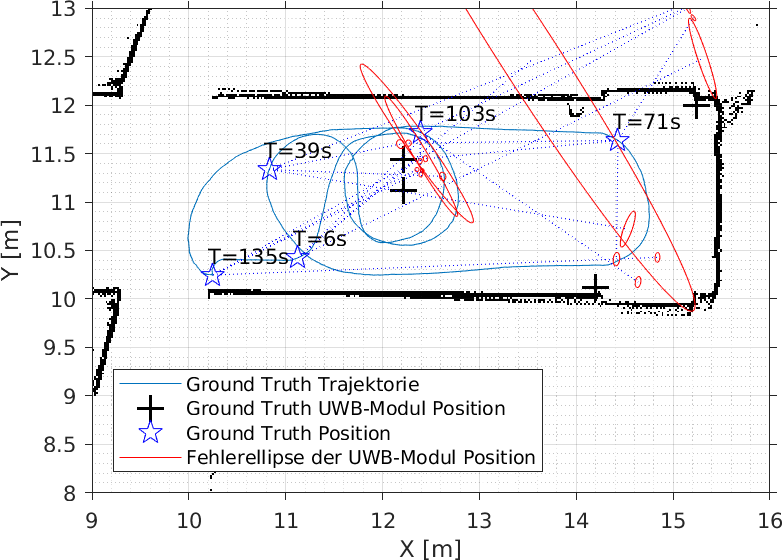 13
12.5
12
11.5
11
10.5
10
9.5
9
8.5
8
Y [m]
T=103s
T=71s
T=39s
T=6s
T=135s
Ground Truth Trajektorie
Ground Truth UWB-Modul Position
Ground Truth Position
Fehlerellipse der UWB-Modul Position
9 10 11 12 13 14 15 16
X [m]